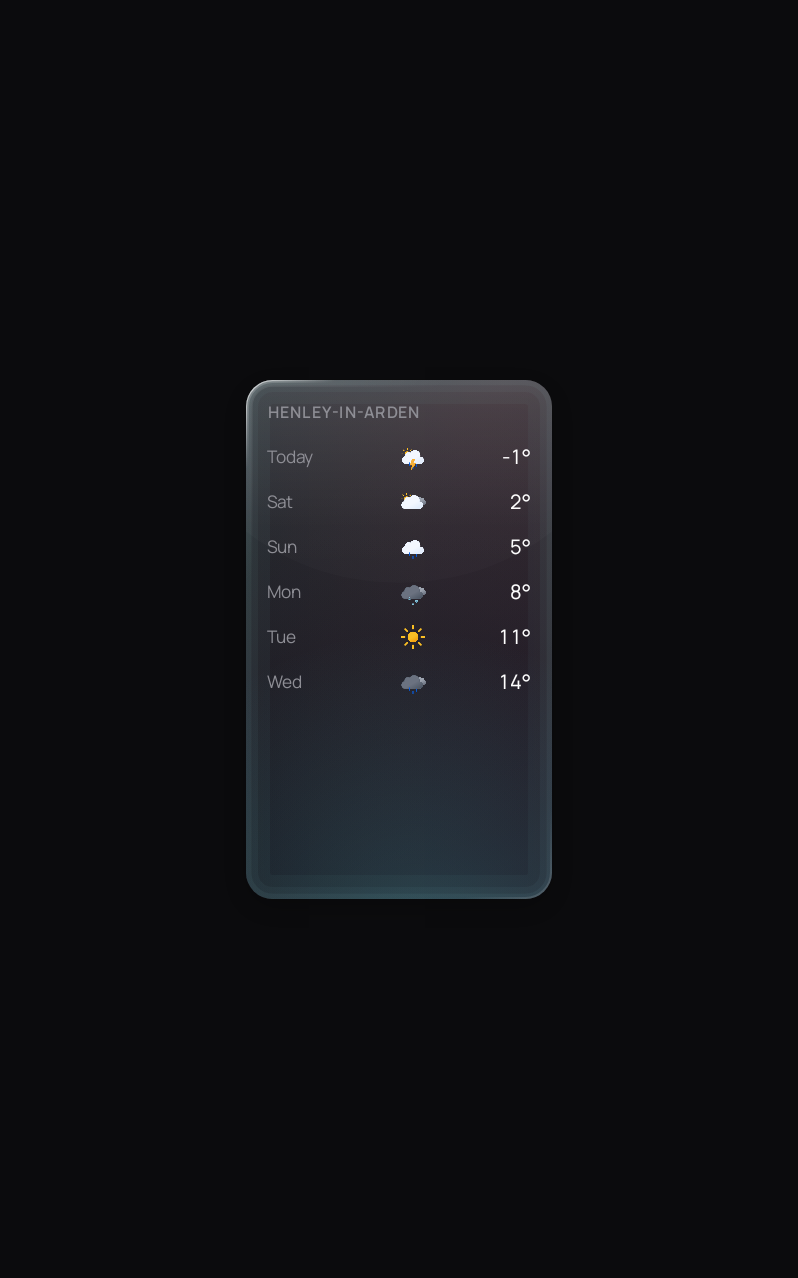 HENLEY-IN-ARDEN
Today -1°
Sat 2°
Sun 5°
Mon 8°
Tue 11°
Wed 14°